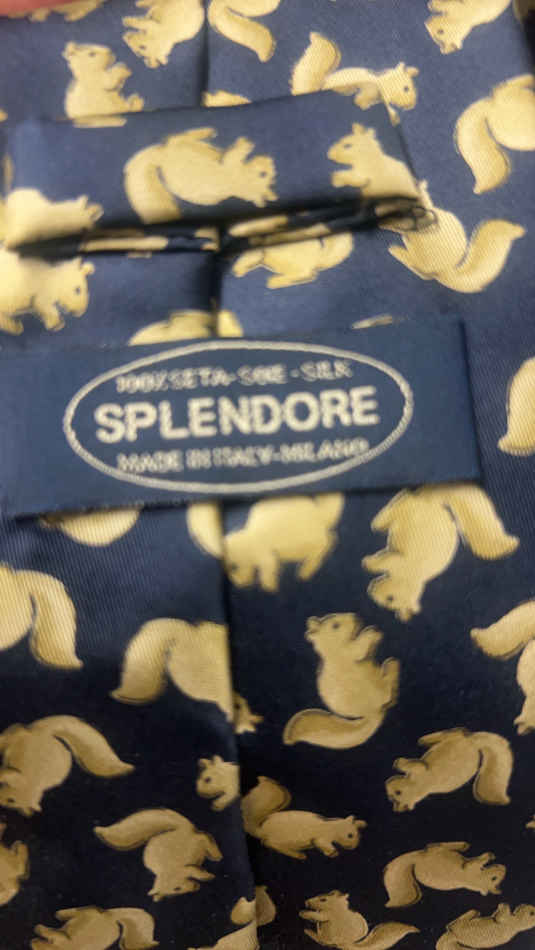 100% SETA-SOIE-SILK
SPLENDORE
MADE IN ITALY-MILANO